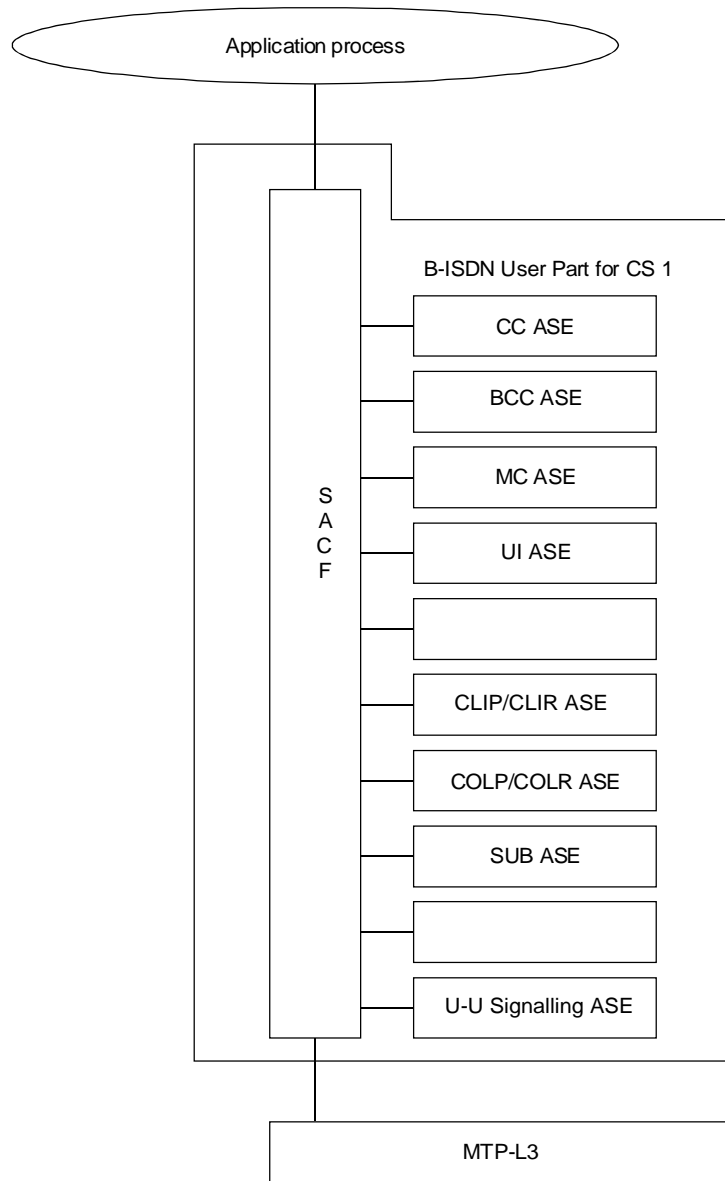 Application process
B-ISDN User Part for CS 1
CC ASE
BCC ASE
MC ASE
S
A
C
F
UI ASE
CLIP/CLIR ASE
COLP/COLR ASE
SUB ASE
U-U Signalling ASE
MTP-L3